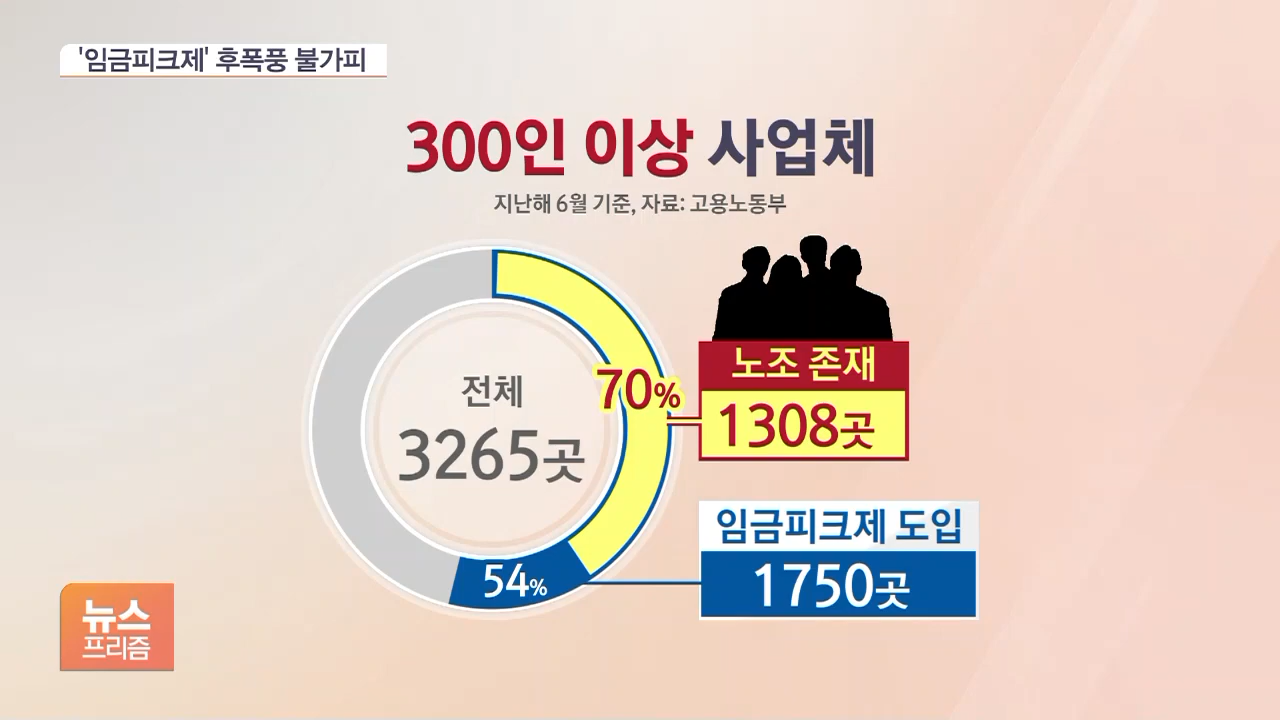 '임금피크제' 후폭풍 불가피
300인 이상 사업체
지난해 6월 기준, 자료: 고용노동부
전체
3265곳
70%
노조 존재
1308곳
54%
임금피크제 도입
1750곳
뉴스
프리즘